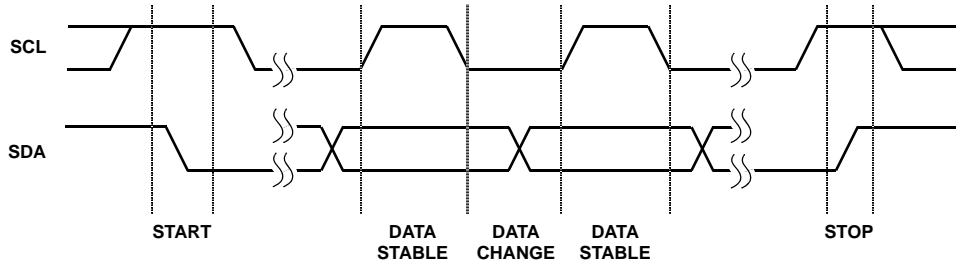 SCL
SDA
START
DATA
STABLE
DATA
CHANGE
DATA
STABLE
STOP